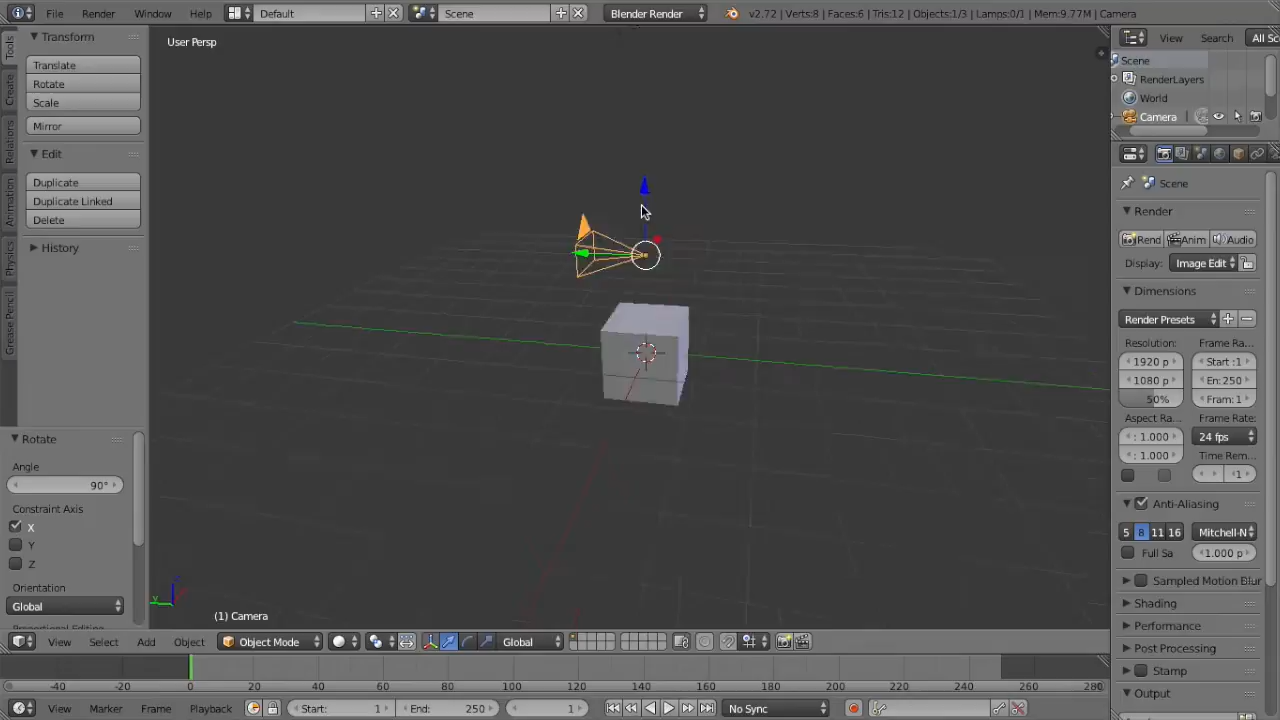 File Render Window Help Default Scene Blender Render v2.72 | Verts:8 | Faces:6 | Tris:12 | Objects:1/3 | Lamps:0/1 | Mem:9.77M | Camera
Tools
Create
Relations
Animation
Physics
Grease Pencil
Transform
Translate
Rotate
Scale
Mirror
Edit
Duplicate
Duplicate Linked
Delete
History
Rotate
Angle
90°
Constraint Axis
X
Y
Z
Orientation
Global
User Persp
(1) Camera
View Search All Sc
Scene
RenderLayers
World
Camera
Scene
Render
Rend Anim Audio
Display: Image Edit
Dimensions
Render Presets
Resolution: Frame Ra...
1920 p Start :1
1080 p En: 250
50% Fram: 1
Aspect Ra... Frame Rate:
: 1.000 24 fps
: 1.000 Time Rem...
1
Anti-Aliasing
5 8 11 16 Mitchell-N
Full Sa 1.000 p
Sampled Motion Blur
Shading
Performance
Post Processing
Stamp
Output
View Select Add Object Object Mode Global
-40 -20 0 20 40 60 80 100 120 140 160 180 200 220 240 260 280
View Marker Frame Playback Start: 1 End: 250 1 No Sync